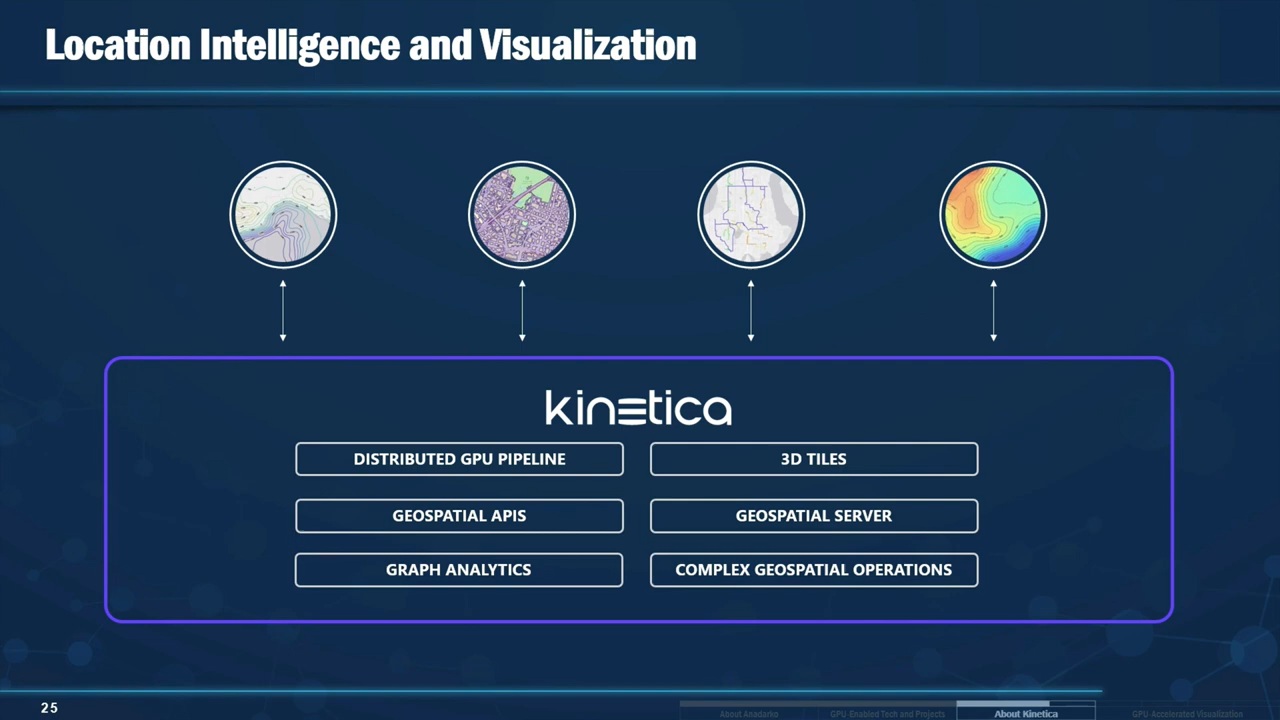 Location Intelligence and Visualization
kinetica
DISTRIBUTED GPU PIPELINE
3D TILES
GEOSPATIAL APIS
GEOSPATIAL SERVER
GRAPH ANALYTICS
COMPLEX GEOSPATIAL OPERATIONS
25
About Anadarko
GPU-Enabled Tech and Projects
About Kinetica
GPU-Accelerated Visualization